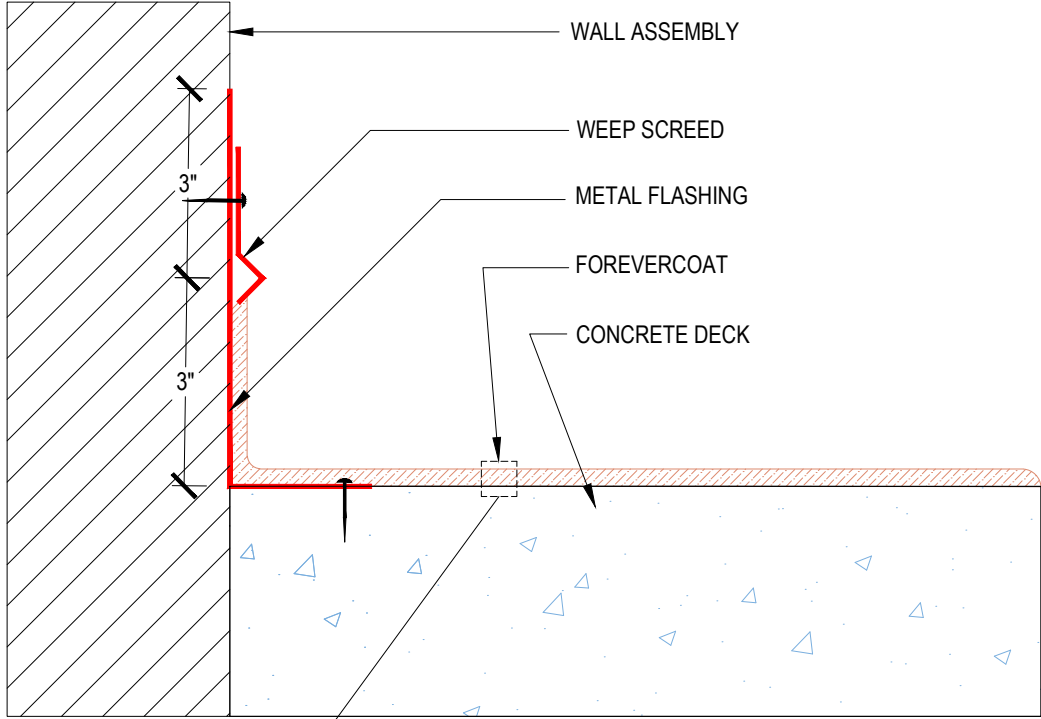 WALL ASSEMBLY
WEEP SCREED
3"
METAL FLASHING
FOREVERCOAT
CONCRETE DECK
3"